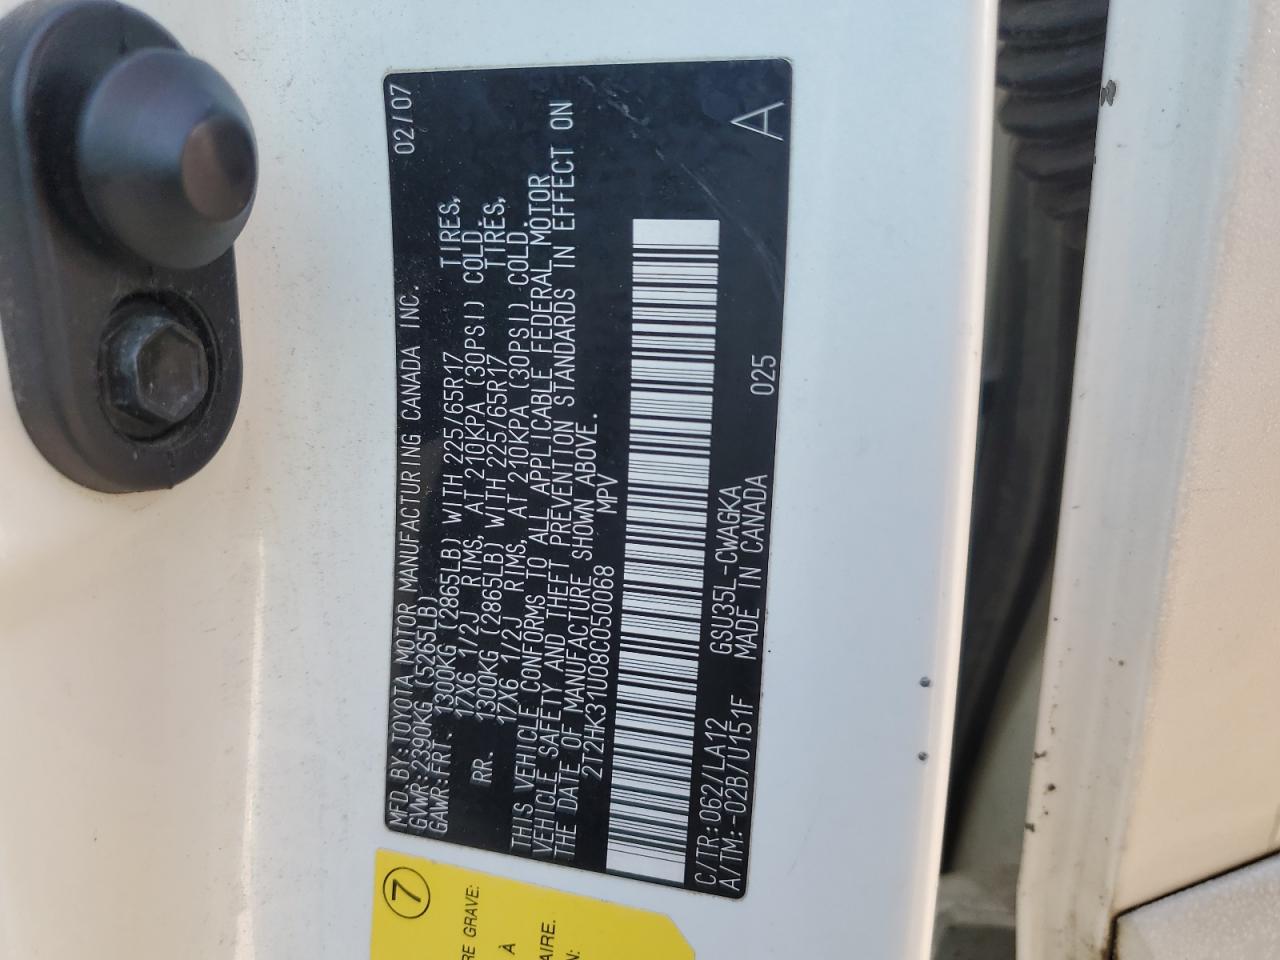 MFD.BY:TOYOTA MOTOR MANUFACTURING CANADA INC. 02/07
GVWR:2390KG (5265LB)
GAWR:FRT. 1300KG (2865LB) WITH 225/65R17 TIRES,
17X6 1/2J RIMS, AT 210KPA (30PSI) COLD.
RR. 1300KG (2865LB) WITH 225/65R17 TIRES,
17X6 1/2J RIMS, AT 210KPA (30PSI) COLD.
THIS VEHICLE CONFORMS TO ALL APPLICABLE FEDERAL MOTOR
VEHICLE SAFETY AND THEFT PREVENTION STANDARDS IN EFFECT ON
THE DATE OF MANUFACTURE SHOWN ABOVE.
2T2HK31U08C050068 MPV
C/TR:062/LA12 GSU35L-CWAGKA 025 A
A/TM:-02B/U151F MADE IN CANADA
7
RE GRAVE:
À
AIRE.
N: